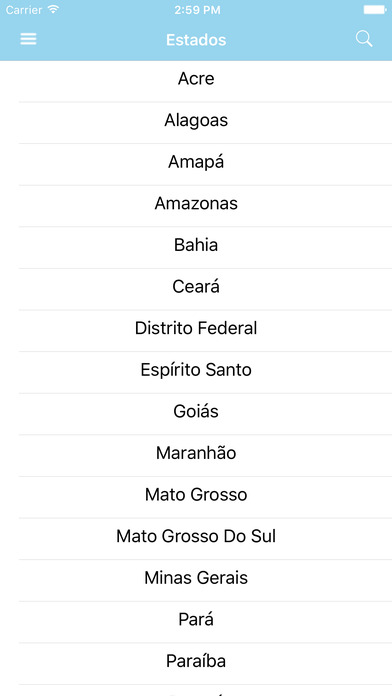 Carrier 2:59 PM
Estados
Acre
Alagoas
Amapá
Amazonas
Bahia
Ceará
Distrito Federal
Espírito Santo
Goiás
Maranhão
Mato Grosso
Mato Grosso Do Sul
Minas Gerais
Pará
Paraíba